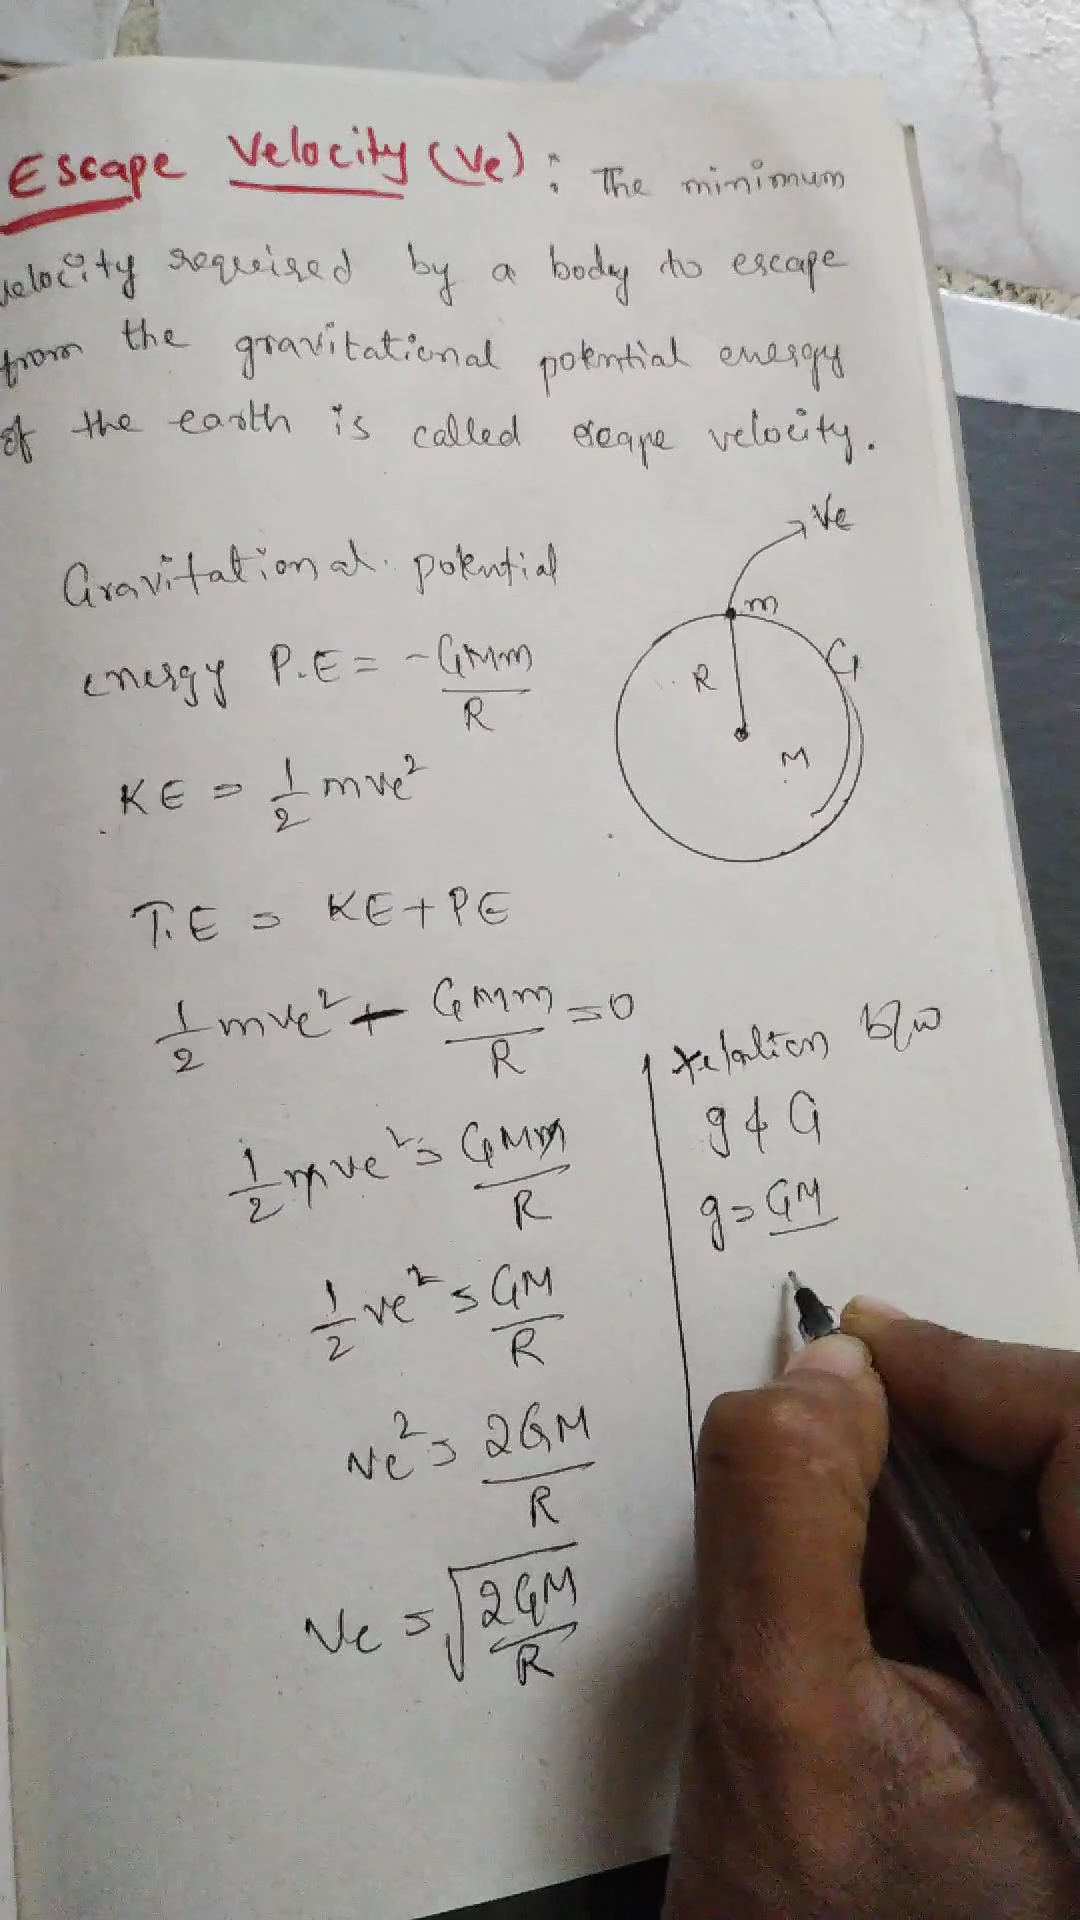 Escape Velocity (Ve) : The minimum
velocity required by a body to escape
from the gravitational potential energy
of the earth is called escape velocity.
Ve
m
R
G
M
Gravitational potential
energy P.E = -GMm/R
KE = 1/2 mve²
T.E = KE+PE
1/2 mve² - GMm/R = 0
1/2 mve² = GMm/R
1/2 ve² = GM/R
ve² = 2GM/R
Ve = √2GM/R
relation b/w
g & G
g = GM